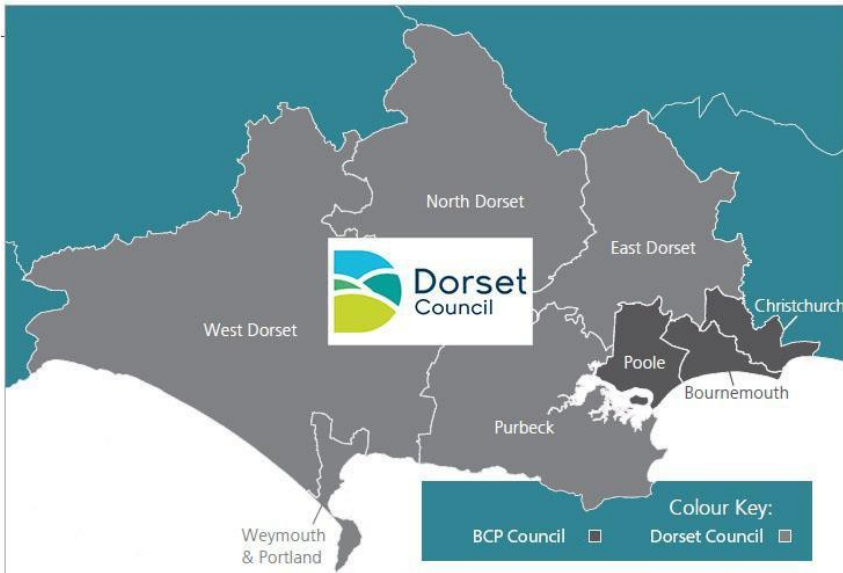 North Dorset
East Dorset
Dorset
Council
Christchurch
West Dorset
Poole
Bournemouth
Purbeck
Weymouth
& Portland
Colour Key:
BCP Council
Dorset Council